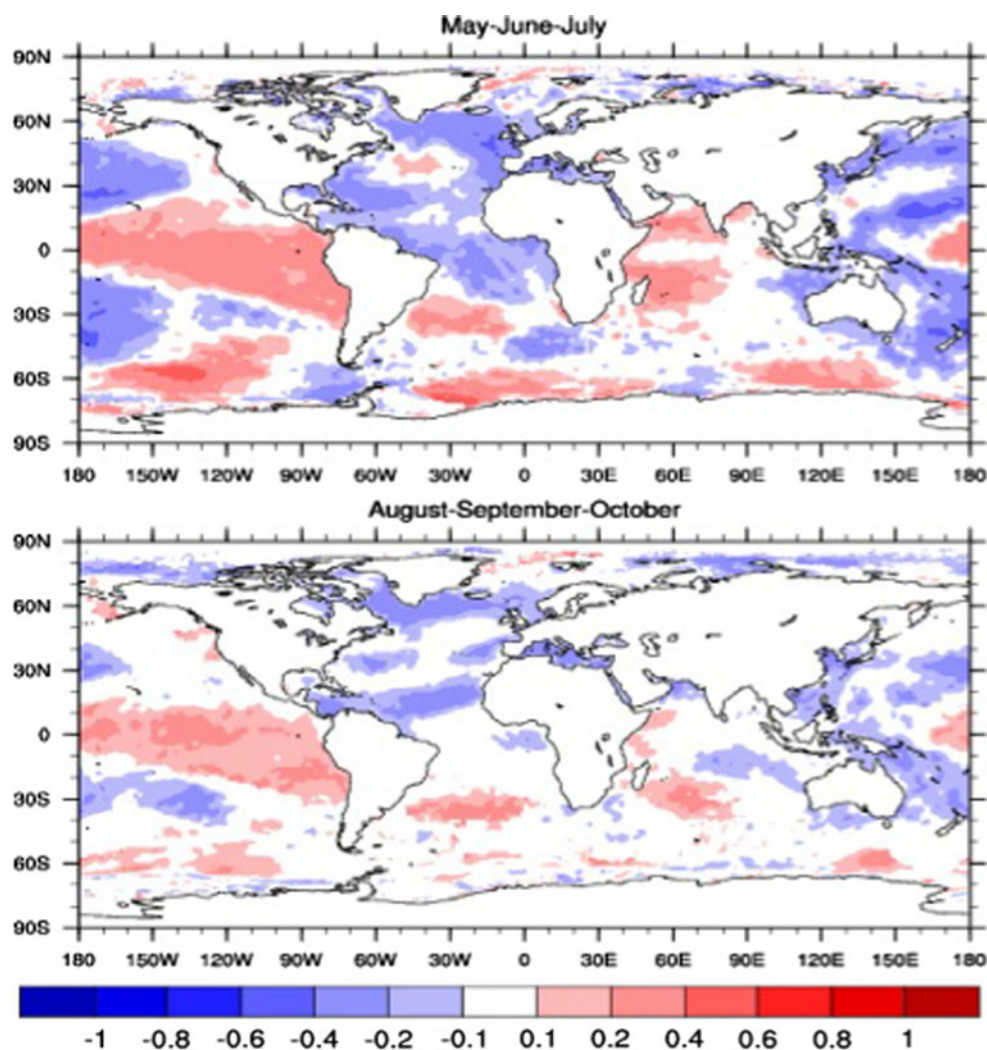 May-June-July
90N
60N
30N
0
30S
60S
90S
180 150W 120W 90W 60W 30W 0 30E 60E 90E 120E 150E 180
August-September-October
90N
60N
30N
0
30S
60S
90S
180 150W 120W 90W 60W 30W 0 30E 60E 90E 120E 150E 180
-1 -0.8 -0.6 -0.4 -0.2 -0.1 0.1 0.2 0.4 0.6 0.8 1